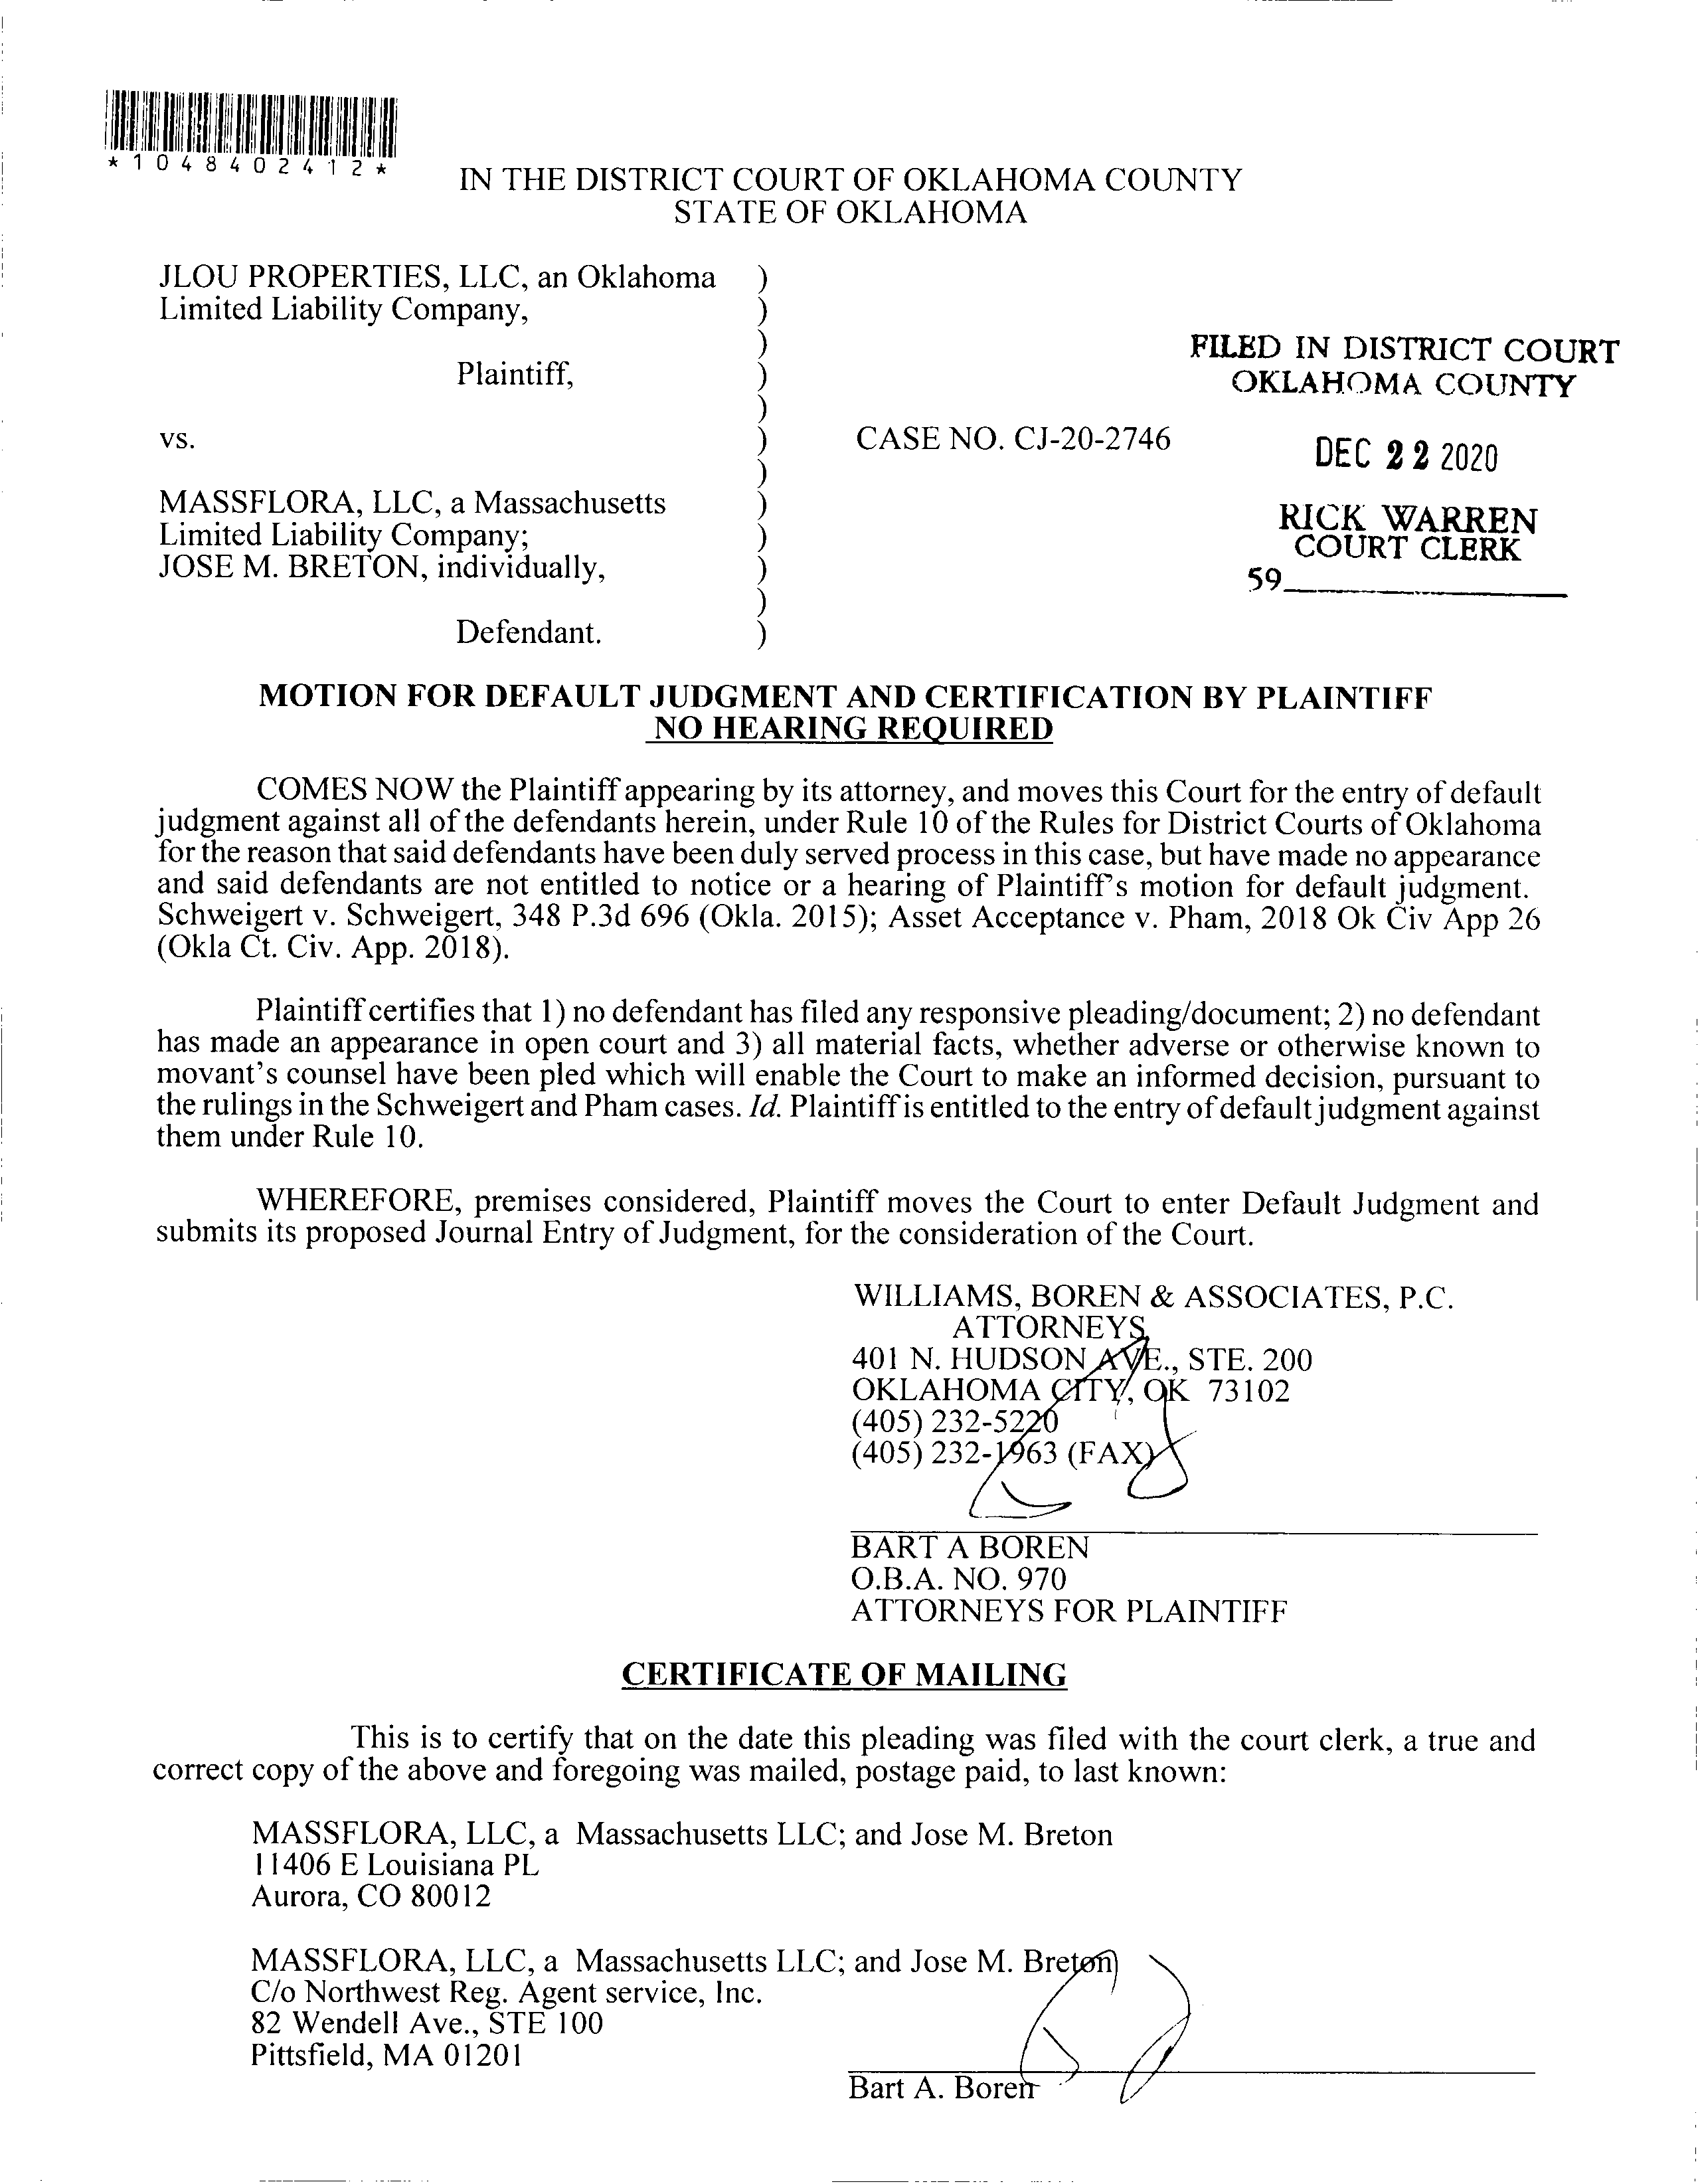 *1048402412*
IN THE DISTRICT COURT OF OKLAHOMA COUNTY
STATE OF OKLAHOMA
JLOU PROPERTIES, LLC, an Oklahoma )
Limited Liability Company, )
)
Plaintiff, )
)
vs. ) CASE NO. CJ-20-2746
)
MASSFLORA, LLC, a Massachusetts )
Limited Liability Company; )
JOSE M. BRETON, individually, )
)
Defendant. )
FILED IN DISTRICT COURT
OKLAHOMA COUNTY
DEC 22 2020
RICK WARREN
COURT CLERK
59
MOTION FOR DEFAULT JUDGMENT AND CERTIFICATION BY PLAINTIFF
NO HEARING REQUIRED
COMES NOW the Plaintiff appearing by its attorney, and moves this Court for the entry of default
judgment against all of the defendants herein, under Rule 10 of the Rules for District Courts of Oklahoma
for the reason that said defendants have been duly served process in this case, but have made no appearance
and said defendants are not entitled to notice or a hearing of Plaintiff's motion for default judgment.
Schweigert v. Schweigert, 348 P.3d 696 (Okla. 2015); Asset Acceptance v. Pham, 2018 Ok Civ App 26
(Okla Ct. Civ. App. 2018).
Plaintiff certifies that 1) no defendant has filed any responsive pleading/document; 2) no defendant
has made an appearance in open court and 3) all material facts, whether adverse or otherwise known to
movant's counsel have been pled which will enable the Court to make an informed decision, pursuant to
the rulings in the Schweigert and Pham cases. Id. Plaintiff is entitled to the entry of default judgment against
them under Rule 10.
WHEREFORE, premises considered, Plaintiff moves the Court to enter Default Judgment and
submits its proposed Journal Entry of Judgment, for the consideration of the Court.
WILLIAMS, BOREN & ASSOCIATES, P.C.
ATTORNEYS
401 N. HUDSON AVE., STE. 200
OKLAHOMA CITY, OK 73102
(405) 232-5220
(405) 232-1963 (FAX)
BART A BOREN
O.B.A. NO. 970
ATTORNEYS FOR PLAINTIFF
CERTIFICATE OF MAILING
This is to certify that on the date this pleading was filed with the court clerk, a true and
correct copy of the above and foregoing was mailed, postage paid, to last known:
MASSFLORA, LLC, a Massachusetts LLC; and Jose M. Breton
11406 E Louisiana PL
Aurora, CO 80012
MASSFLORA, LLC, a Massachusetts LLC; and Jose M. Breton
C/o Northwest Reg. Agent service, Inc.
82 Wendell Ave., STE 100
Pittsfield, MA 01201
Bart A. Boren